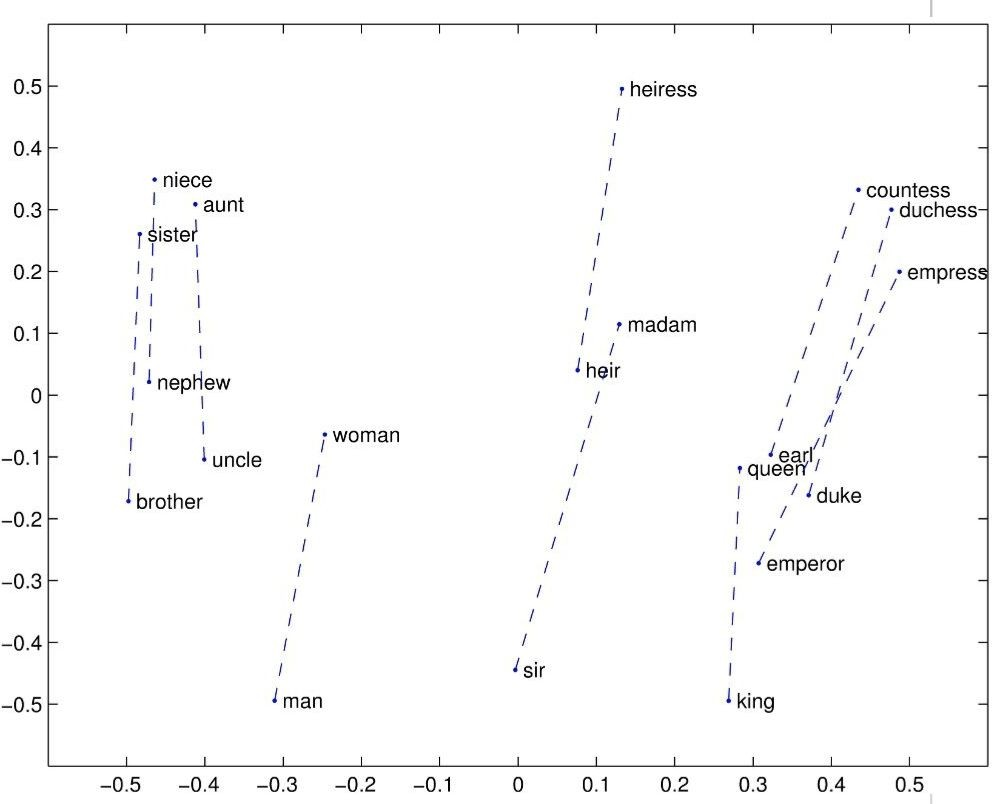 0.5
heiress
0.4
niece
0.3
aunt
countess
duchess
sister
0.2
empress
0.1
madam
heir
nephew
0
woman
−0.1
uncle
earl
queen
brother
duke
−0.2
−0.3
emperor
−0.4
sir
−0.5
man
king
−0.5 −0.4 −0.3 −0.2 −0.1 0 0.1 0.2 0.3 0.4 0.5